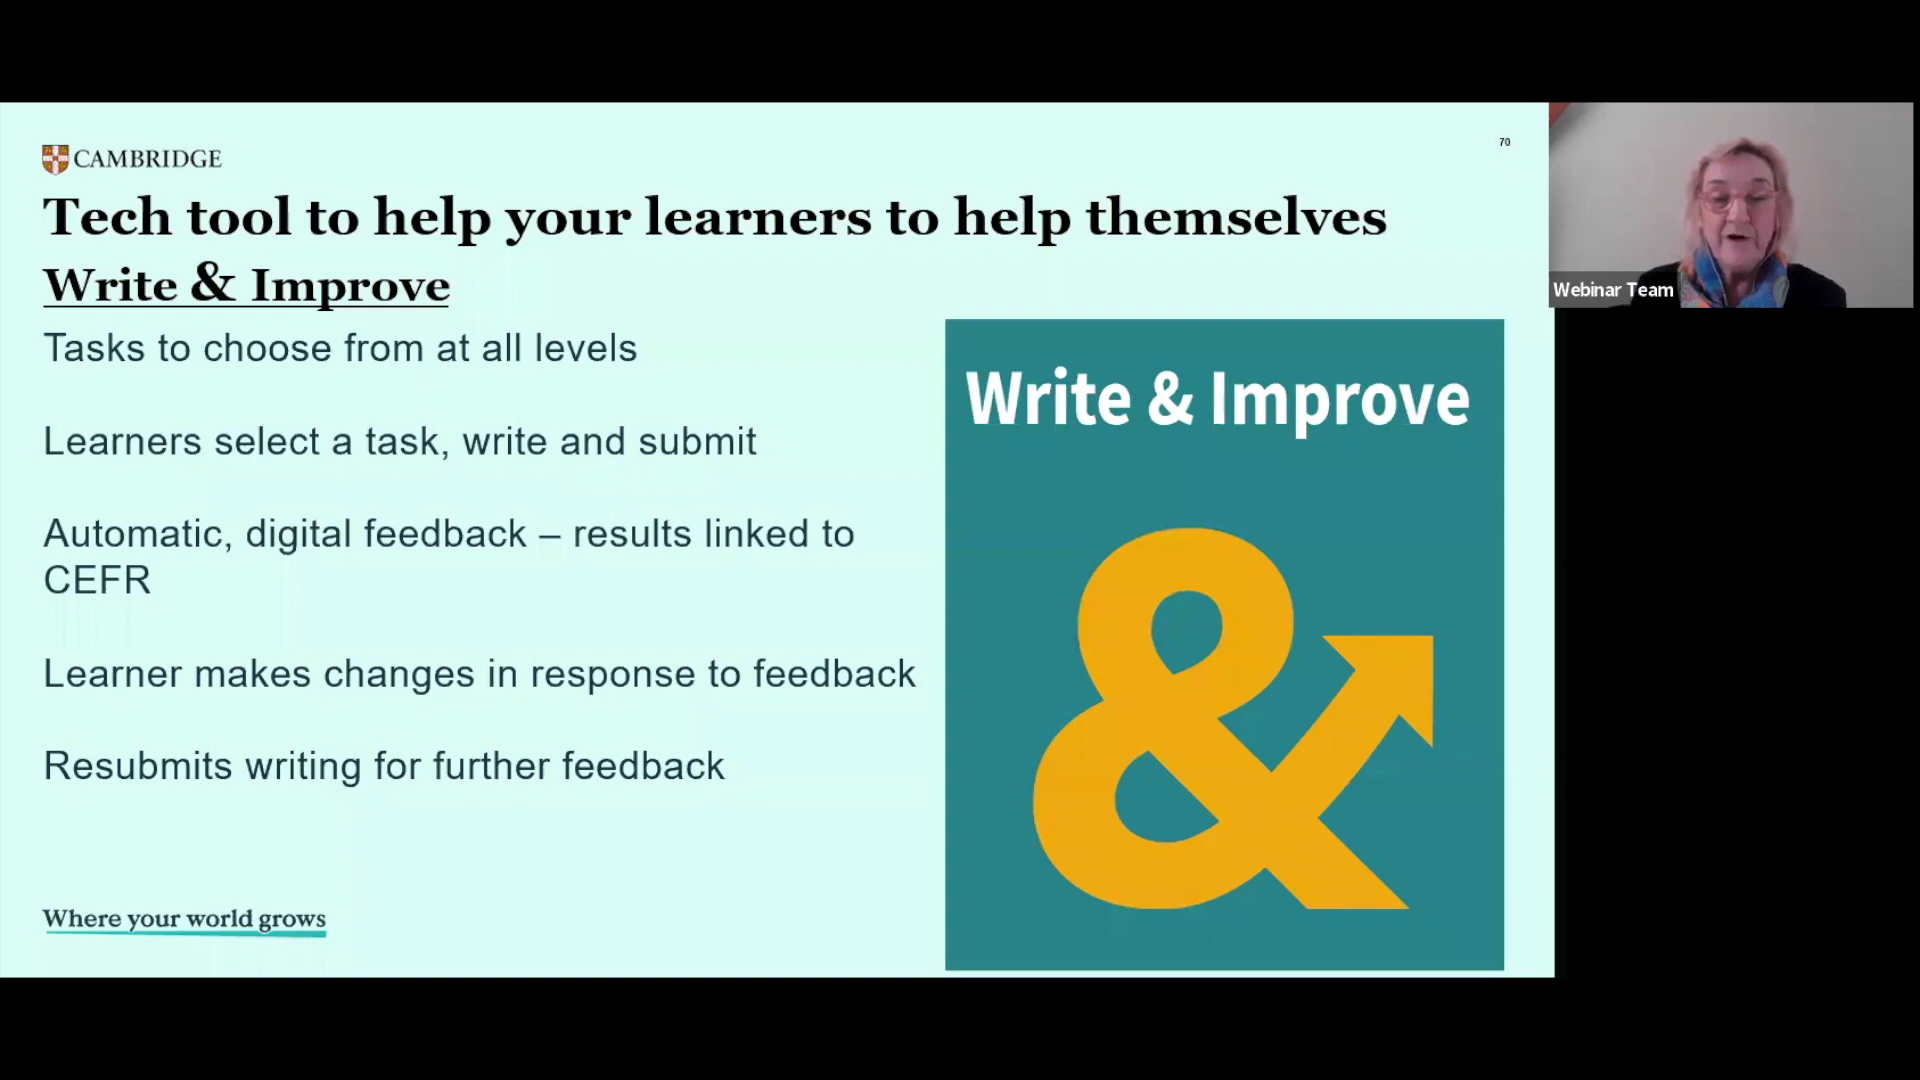 CAMBRIDGE
70
Tech tool to help your learners to help themselves
Write & Improve
Tasks to choose from at all levels
Learners select a task, write and submit
Automatic, digital feedback – results linked to
CEFR
Learner makes changes in response to feedback
Resubmits writing for further feedback
Where your world grows
Write & Improve
&
Webinar Team